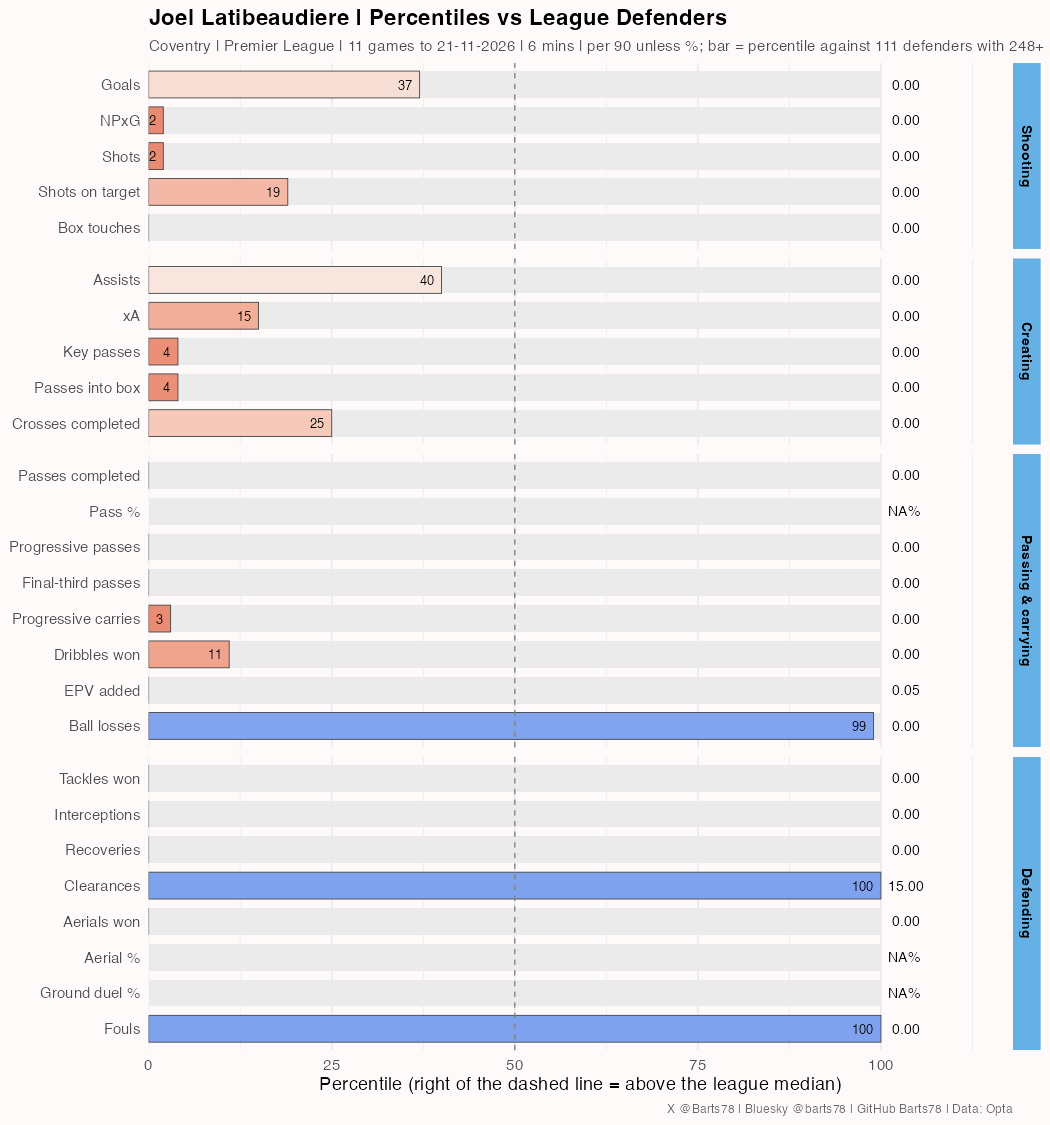 Joel Latibeaudiere | Percentiles vs League Defenders
Coventry | Premier League | 11 games to 21-11-2026 | 6 mins | per 90 unless %; bar = percentile against 111 defenders with 248+
Goals 37 0.00
NPxG 2 0.00
Shots 2 0.00
Shots on target 19 0.00
Box touches 0.00
Shooting
Assists 40 0.00
xA 15 0.00
Key passes 4 0.00
Passes into box 4 0.00
Crosses completed 25 0.00
Creating
Passes completed 0.00
Pass % NA%
Progressive passes 0.00
Final-third passes 0.00
Progressive carries 3 0.00
Dribbles won 11 0.00
EPV added 0.05
Ball losses 99 0.00
Passing & carrying
Tackles won 0.00
Interceptions 0.00
Recoveries 0.00
Clearances 100 15.00
Aerials won 0.00
Aerial % NA%
Ground duel % NA%
Fouls 100 0.00
Defending
0 25 50 75 100
Percentile (right of the dashed line = above the league median)
X @Barts78 | Bluesky @barts78 | GitHub Barts78 | Data: Opta